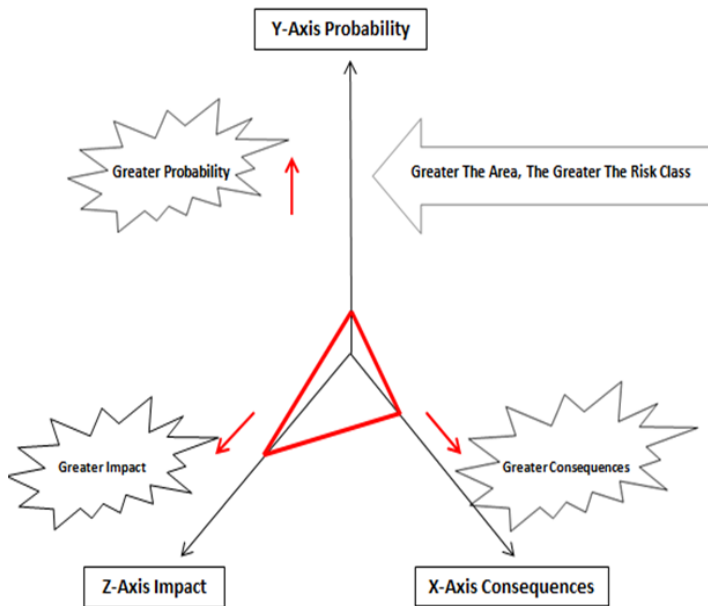 Y-Axis Probability
Greater Probability
Greater The Area, The Greater The Risk Class
Greater Impact
Greater Consequences
Z-Axis Impact
X-Axis Consequences